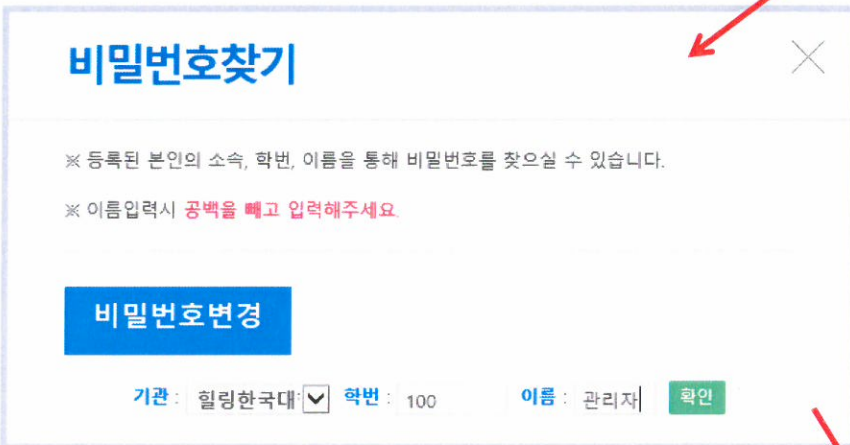 비밀번호찾기
※ 등록된 본인의 소속, 학번, 이름을 통해 비밀번호를 찾으실 수 있습니다.
※ 이름입력시 공백을 빼고 입력해주세요.
비밀번호변경
기관 : 힐링한국대 학번 : 100 이름 : 관리자 확인